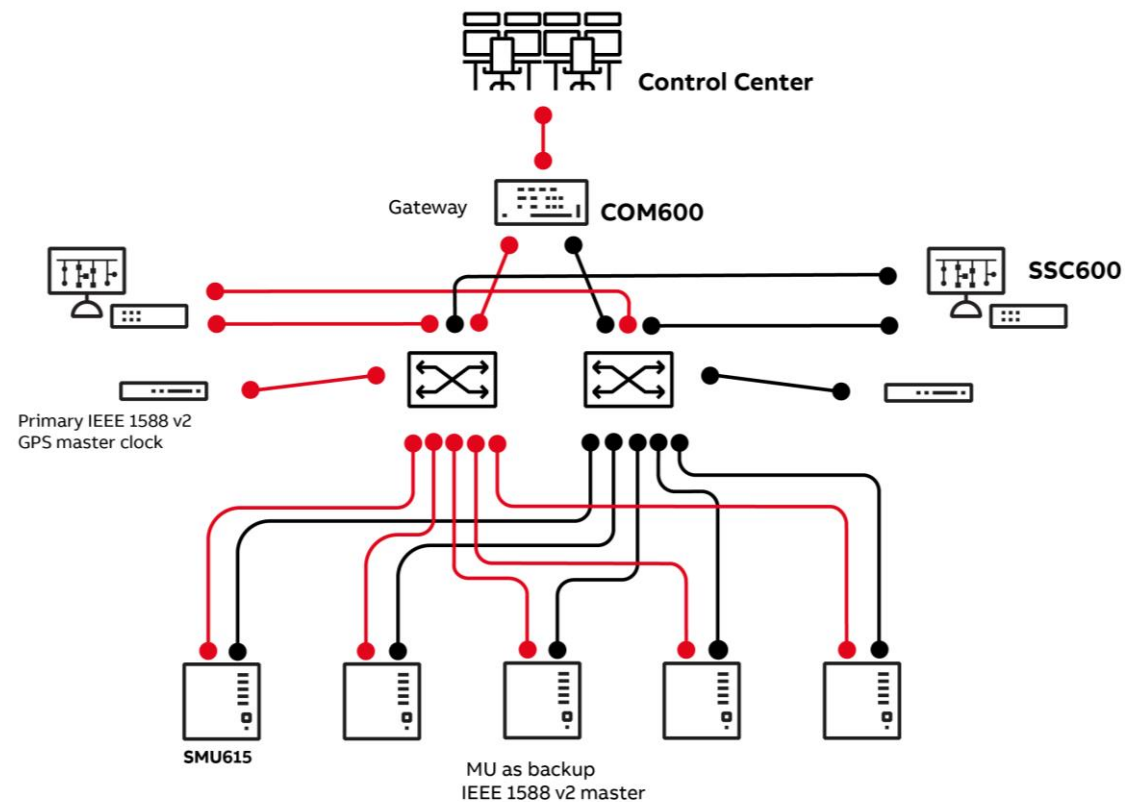 Control Center
Gateway
COM600
SSC600
Primary IEEE 1588 v2
GPS master clock
SMU615
MU as backup
IEEE 1588 v2 master